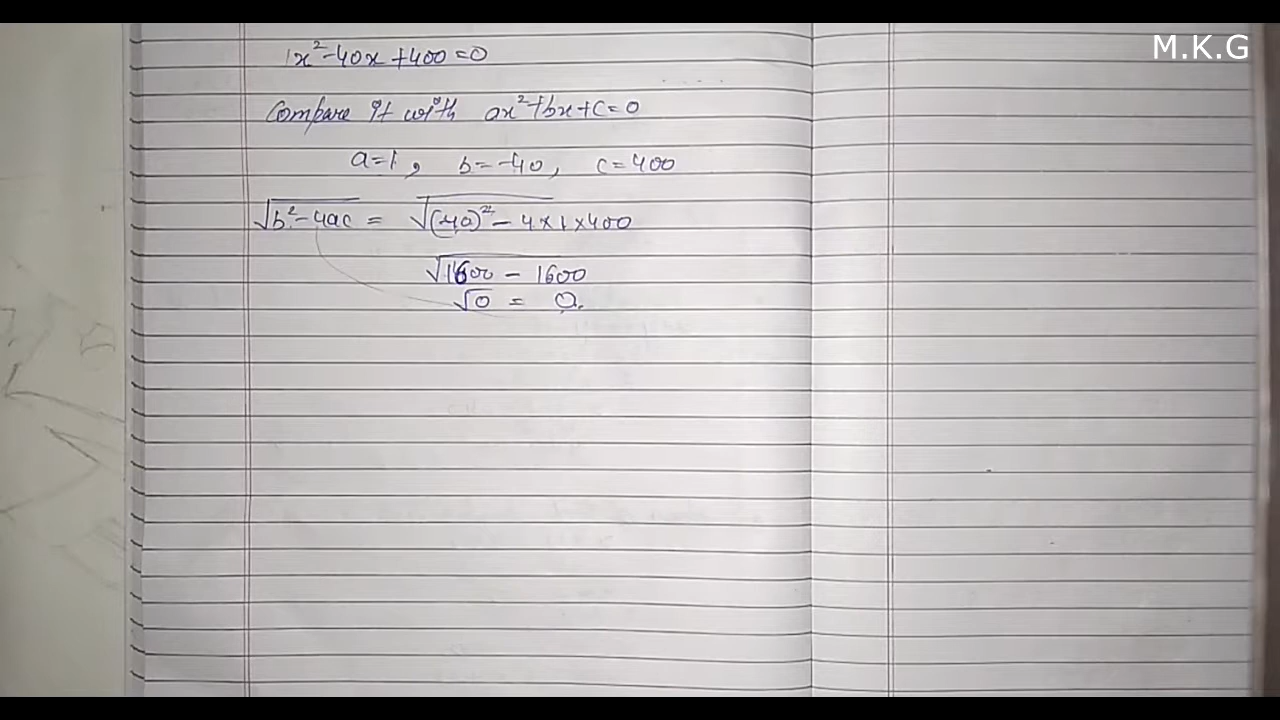 M.K.G
1x²-40x+400=0
Compare it with ax²+bx+c=0
a=1, b=-40, c=400
√b²-4ac = √(-40)²-4×1×400
√1600 - 1600
√0 = 0.